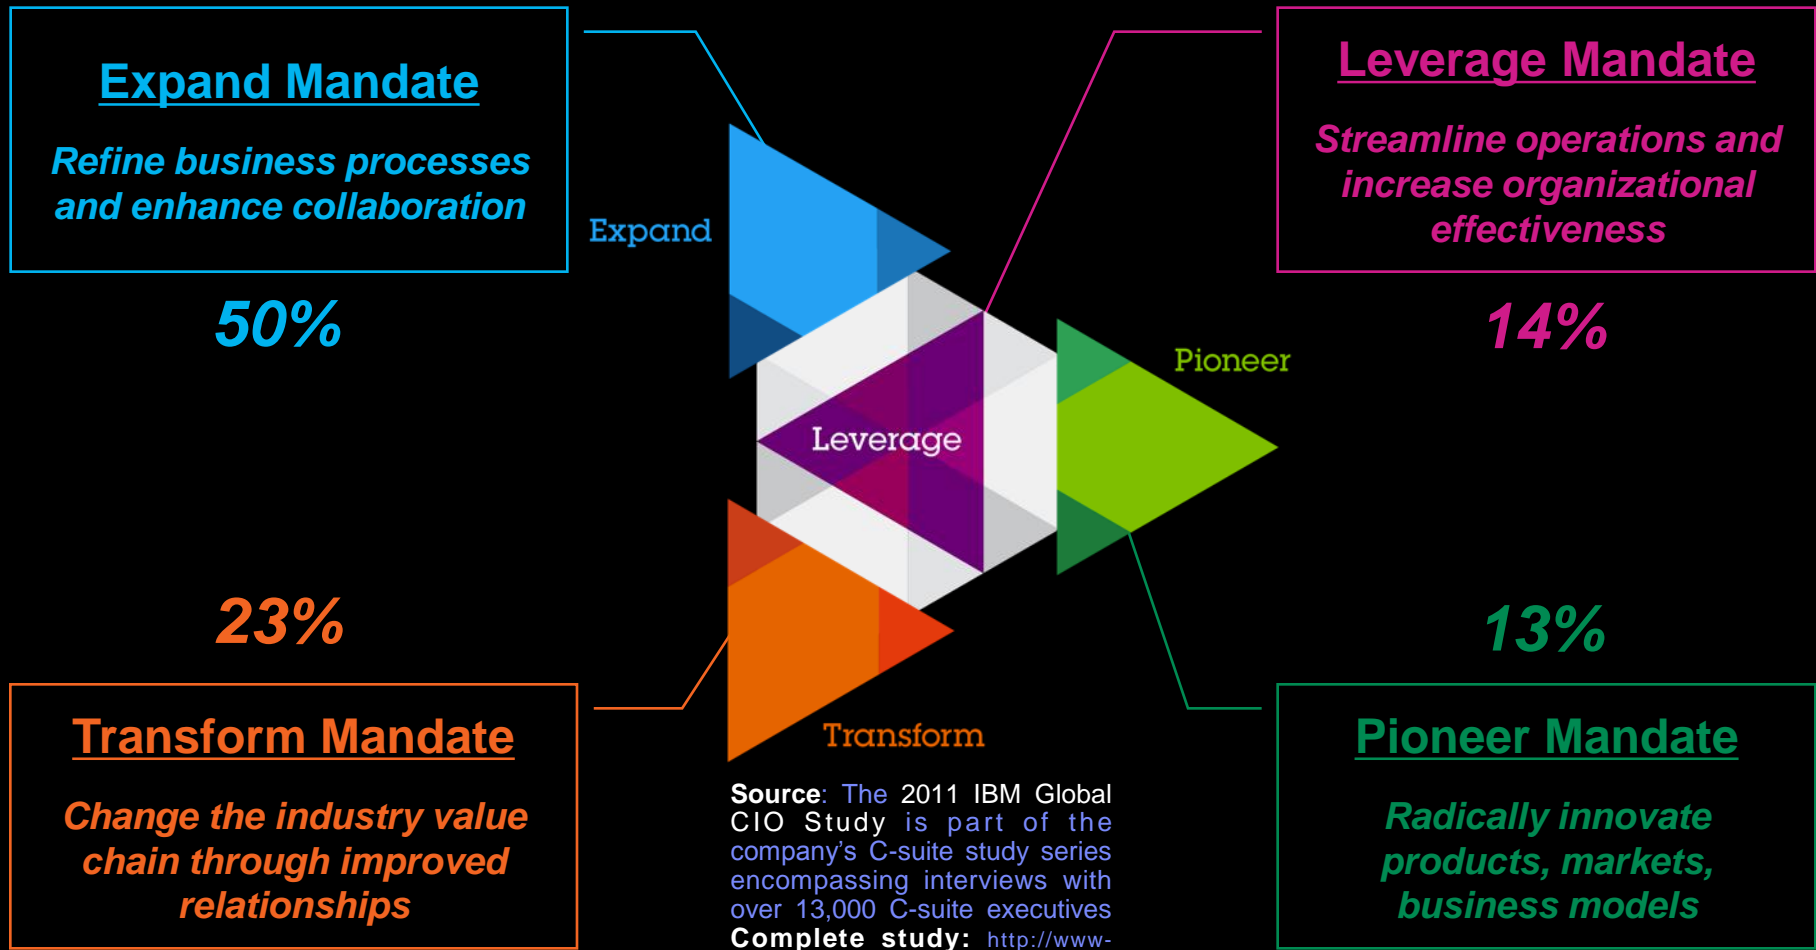 Expand Mandate
Refine business processes
and enhance collaboration
50%
Leverage Mandate
Streamline operations and
increase organizational
effectiveness
14%
Expand
Pioneer
Leverage
Transform
23%
Transform Mandate
Change the industry value
chain through improved
relationships
13%
Pioneer Mandate
Radically innovate
products, markets,
business models
Source: The 2011 IBM Global
CIO Study is part of the
company’s C-suite study series
encompassing interviews with
over 13,000 C-suite executives
Complete study: http://www-